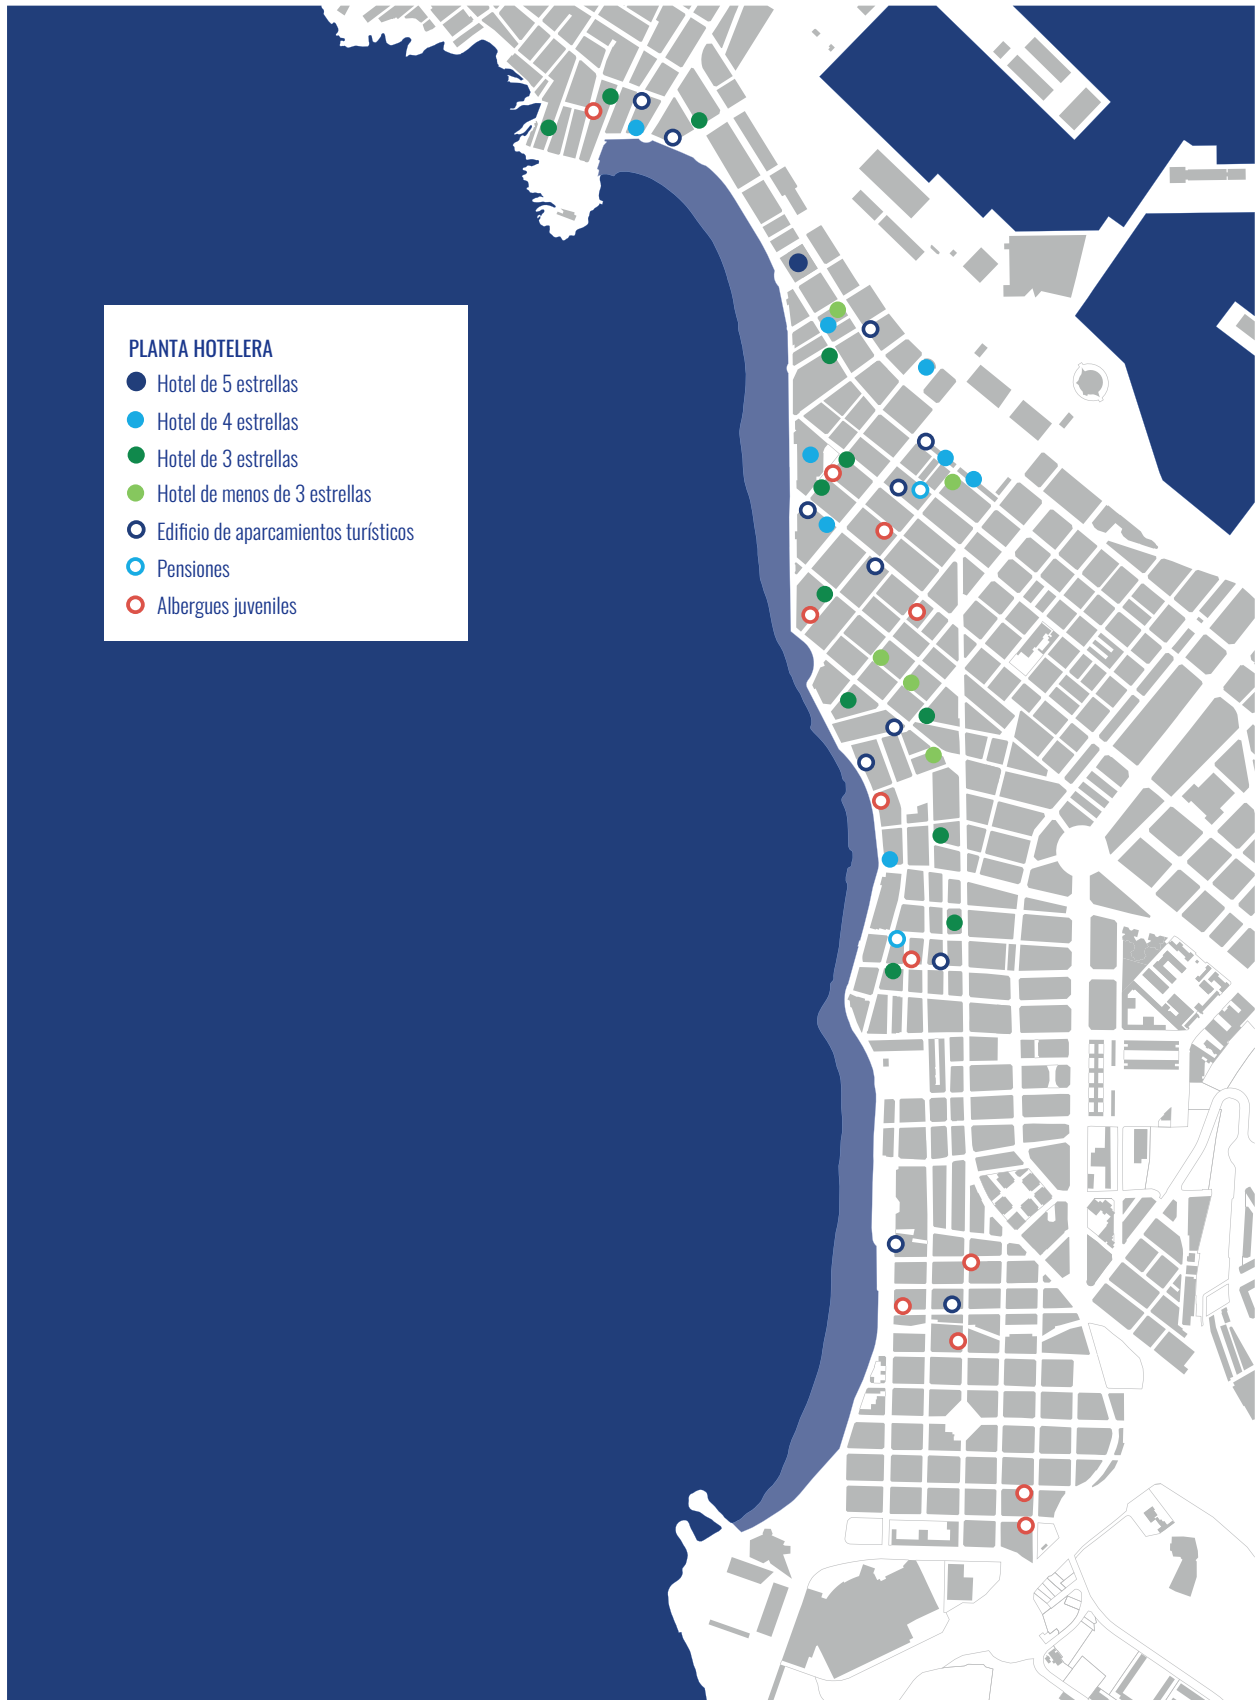 PLANTA HOTELERA
Hotel de 5 estrellas
Hotel de 4 estrellas
Hotel de 3 estrellas
Hotel de menos de 3 estrellas
Edificio de aparcamientos turísticos
Pensiones
Albergues juveniles